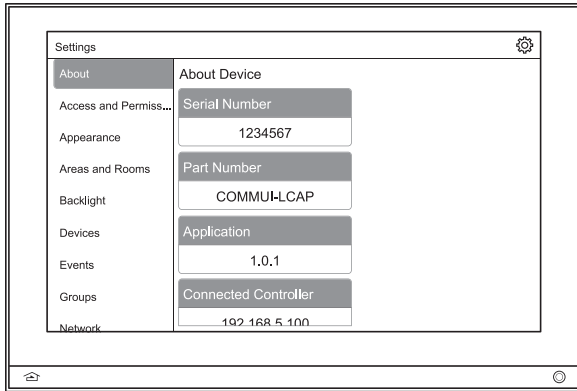 Settings
About
Access and Permiss...
Appearance
Areas and Rooms
Backlight
Devices
Events
Groups
Network
About Device
Serial Number
1234567
Part Number
COMMUI-LCAP
Application
1.0.1
Connected Controller
192.168.5.100